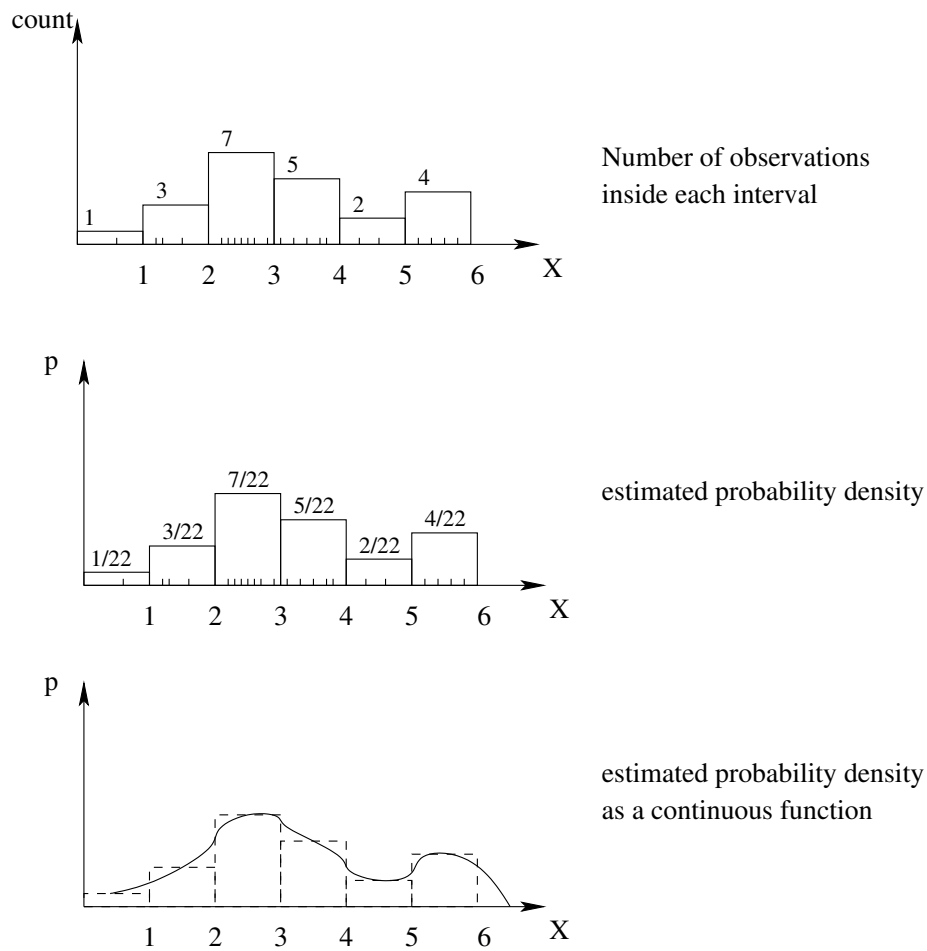 count
7
5
4
3
2
1
Number of observations
inside each interval
1 2 3 4 5 6
X
p
7/22
5/22
4/22
3/22
2/22
1/22
estimated probability density
1 2 3 4 5 6
X
p
estimated probability density
as a continuous function
1 2 3 4 5 6
X